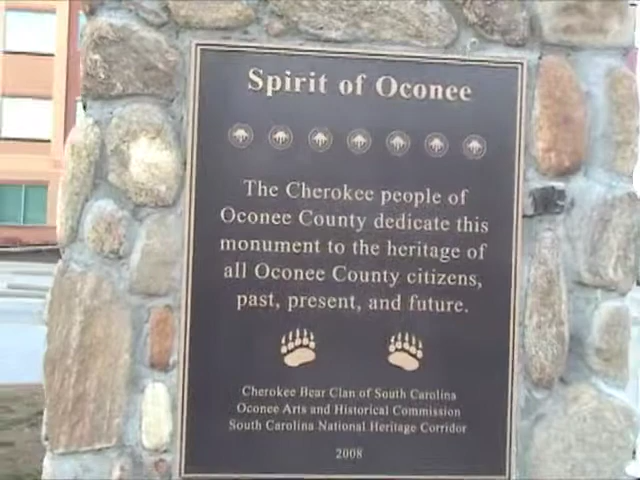 Spirit of Oconee
The Cherokee people of
Oconee County dedicate this
monument to the heritage of
all Oconee County citizens,
past, present, and future.
Cherokee Bear Clan of South Carolina
Oconee Arts and Historical Commission
South Carolina National Heritage Corridor
2008